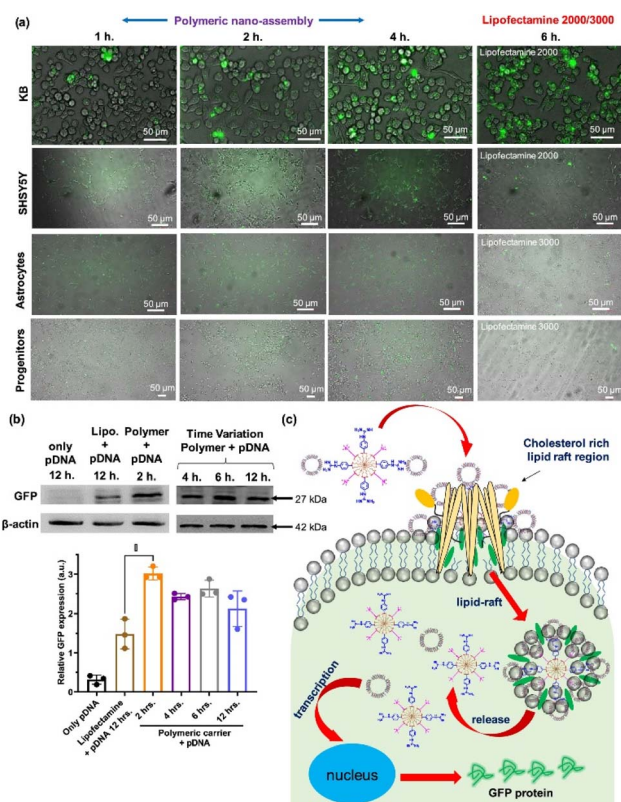 (a)
Polymeric nano-assembly
Lipofectamine 2000/3000
1 h. 2 h. 4 h. 6 h.
KB
50 µm 50 µm 50 µm
Lipofectamine 2000
50 µm
SHSY5Y
50 µm 50 µm 50 µm
Lipofectamine 2000
50 µm
Astrocytes
50 µm 50 µm 50 µm
Lipofectamine 3000
50 µm
Progenitors
50 µm 50 µm 50 µm
Lipofectamine 3000
50 µm
(b)
only
pDNA
12 h.
Lipo.
+
pDNA
12 h.
Polymer
+ pDNA
2 h.
Time Variation
Polymer + pDNA
4 h. 6 h. 12 h.
GFP
27 kDa
β-actin
42 kDa
Relative GFP expression (a.u.)
3
2
1
0
Only pDNA
Lipofectamine
+ pDNA 12 hrs.
2 hrs.
4 hrs.
6 hrs.
12 hrs.
Polymeric carrier
+ pDNA
(c)
Cholesterol rich
lipid raft region
lipid-raft
release
transcription
nucleus
GFP protein